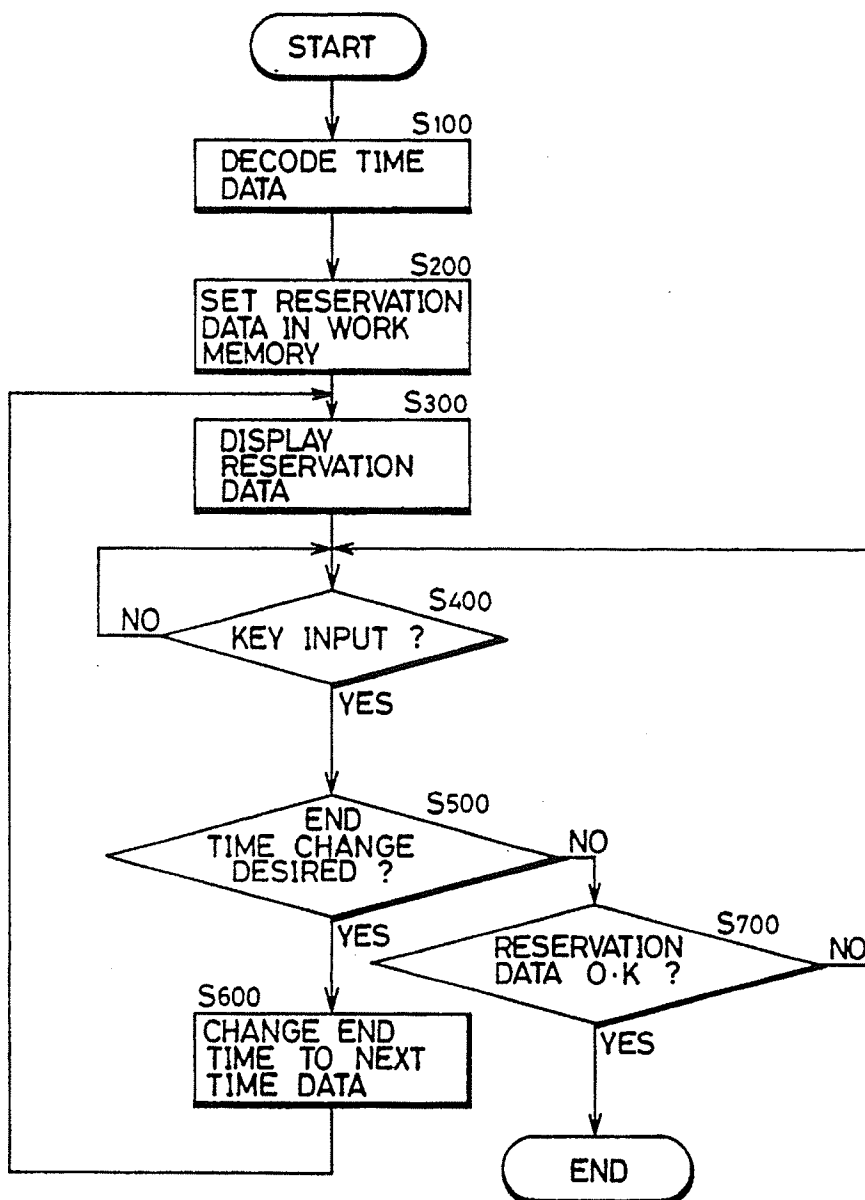 START
S100
DECODE TIME
DATA
S200
SET RESERVATION
DATA IN WORK
MEMORY
S300
DISPLAY
RESERVATION
DATA
S400
NO
KEY INPUT ?
YES
S500
END
TIME CHANGE
DESIRED ?
NO
YES
S700
RESERVATION
DATA O·K ?
NO
S600
CHANGE END
TIME TO NEXT
TIME DATA
YES
END